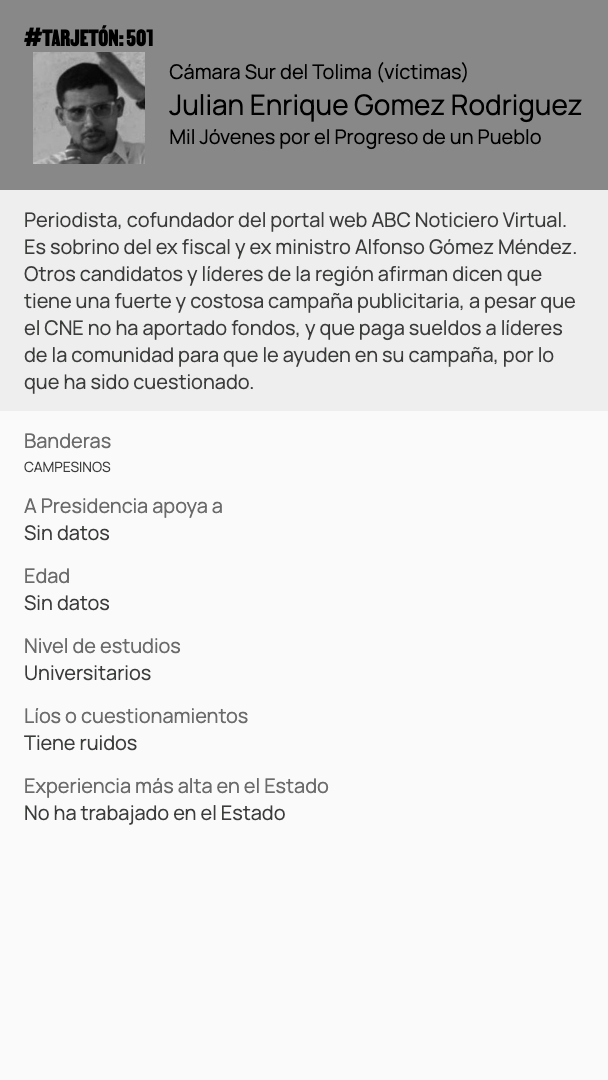 #TARJETÓN: 501
Cámara Sur del Tolima (víctimas)
Julian Enrique Gomez Rodriguez
Mil Jóvenes por el Progreso de un Pueblo
Periodista, cofundador del portal web ABC Noticiero Virtual.
Es sobrino del ex fiscal y ex ministro Alfonso Gómez Méndez.
Otros candidatos y líderes de la región afirman dicen que
tiene una fuerte y costosa campaña publicitaria, a pesar que
el CNE no ha aportado fondos, y que paga sueldos a líderes
de la comunidad para que le ayuden en su campaña, por lo
que ha sido cuestionado.
Banderas
CAMPESINOS
A Presidencia apoya a
Sin datos
Edad
Sin datos
Nivel de estudios
Universitarios
Líos o cuestionamientos
Tiene ruidos
Experiencia más alta en el Estado
No ha trabajado en el Estado